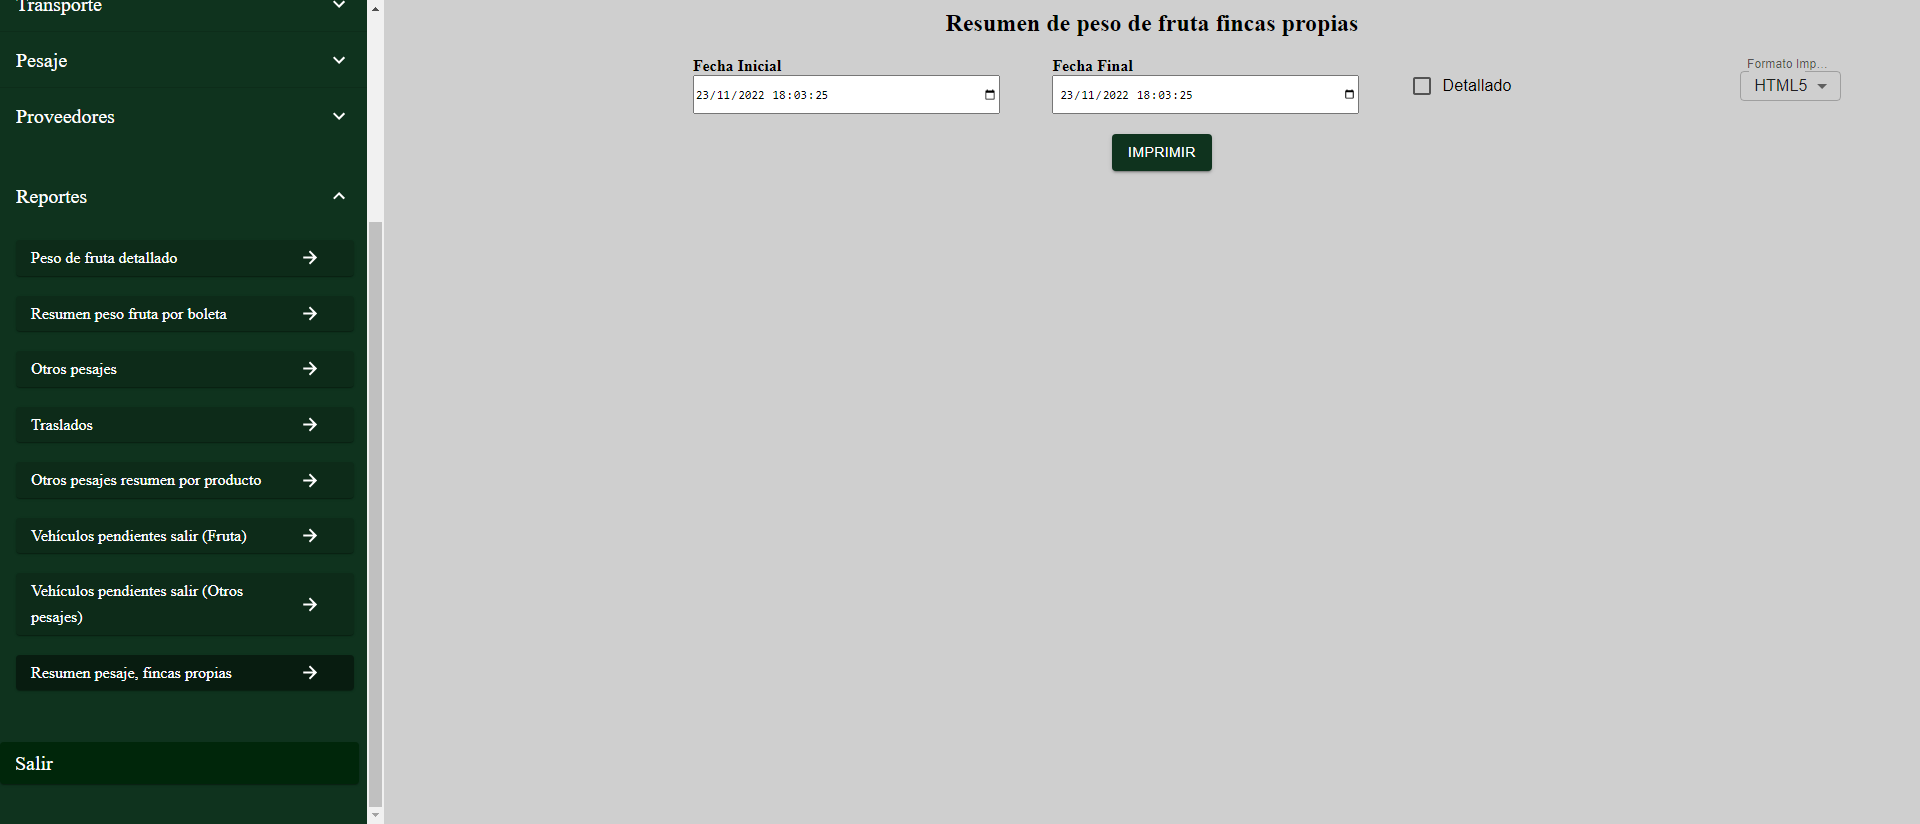 Transporte
Pesaje
Proveedores
Reportes
Peso de fruta detallado
Resumen peso fruta por boleta
Otros pesajes
Traslados
Otros pesajes resumen por producto
Vehículos pendientes salir (Fruta)
Vehículos pendientes salir (Otros
pesajes)
Resumen pesaje, fincas propias
Salir
Resumen de peso de fruta fincas propias
Fecha Inicial
23/11/2022 18:03:25
Fecha Final
23/11/2022 18:03:25
Detallado
Formato Imp...
HTML5
IMPRIMIR